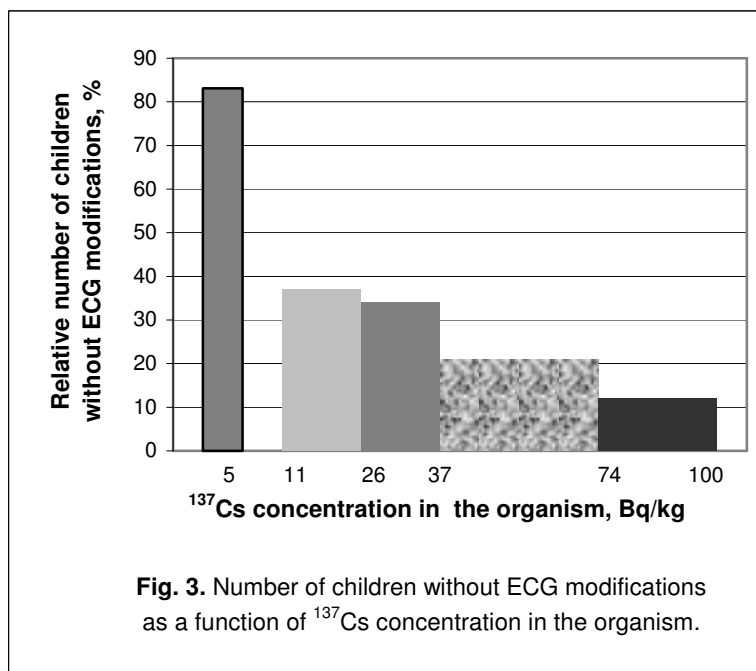 Relative number of children
without ECG modifications, %
90
80
70
60
50
40
30
20
10
0
5 11 26 37 74 100
¹³⁷Cs concentration in the organism, Bq/kg
Fig. 3. Number of children without ECG modifications
as a function of ¹³⁷Cs concentration in the organism.